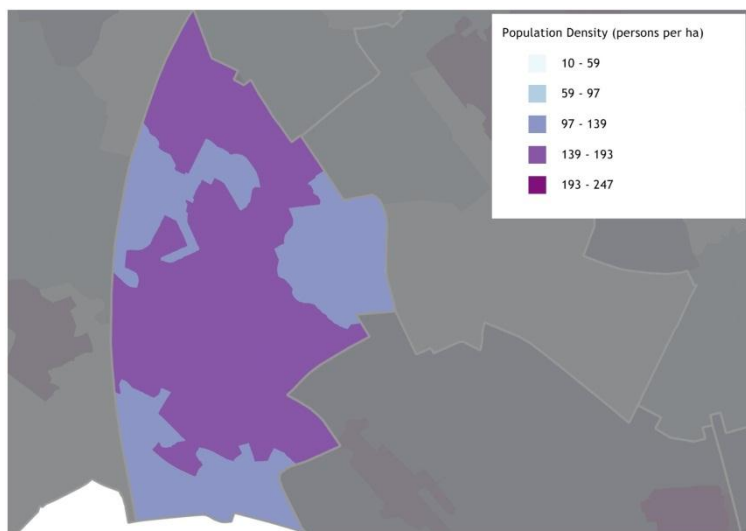 Population Density (persons per ha)
10 - 59
59 - 97
97 - 139
139 - 193
193 - 247